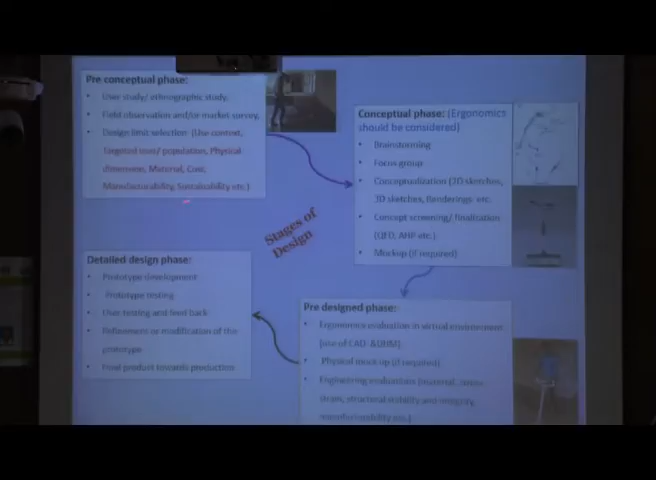 Pre conceptual phase:
• User study/ ethnographic study,
• Field observation and/or market survey,
• Design limit selection (Use context,
Targeted user/ population, Physical
dimension, Material, Cost,
Manufacturability, Sustainability etc.)
Conceptual phase: (Ergonomics
should be considered)
• Brainstorming
• Focus group
• Conceptualization (2D sketches,
3D sketches, Renderings etc.
• Concept screening/ finalization
(QFD, AHP etc.)
• Mockup (if required)
Stages of
Design
Pre designed phase:
• Ergonomics evaluation in virtual environment
(use of CAD & DHM)
• Physical mock up (if required)
• Engineering evaluations (material, stress
strain, structural stability and integrity,
Detailed design phase:
• Prototype development
• Prototype testing
• User testing and feed back
• Refinement or modification of the
prototype
• Final product towards production